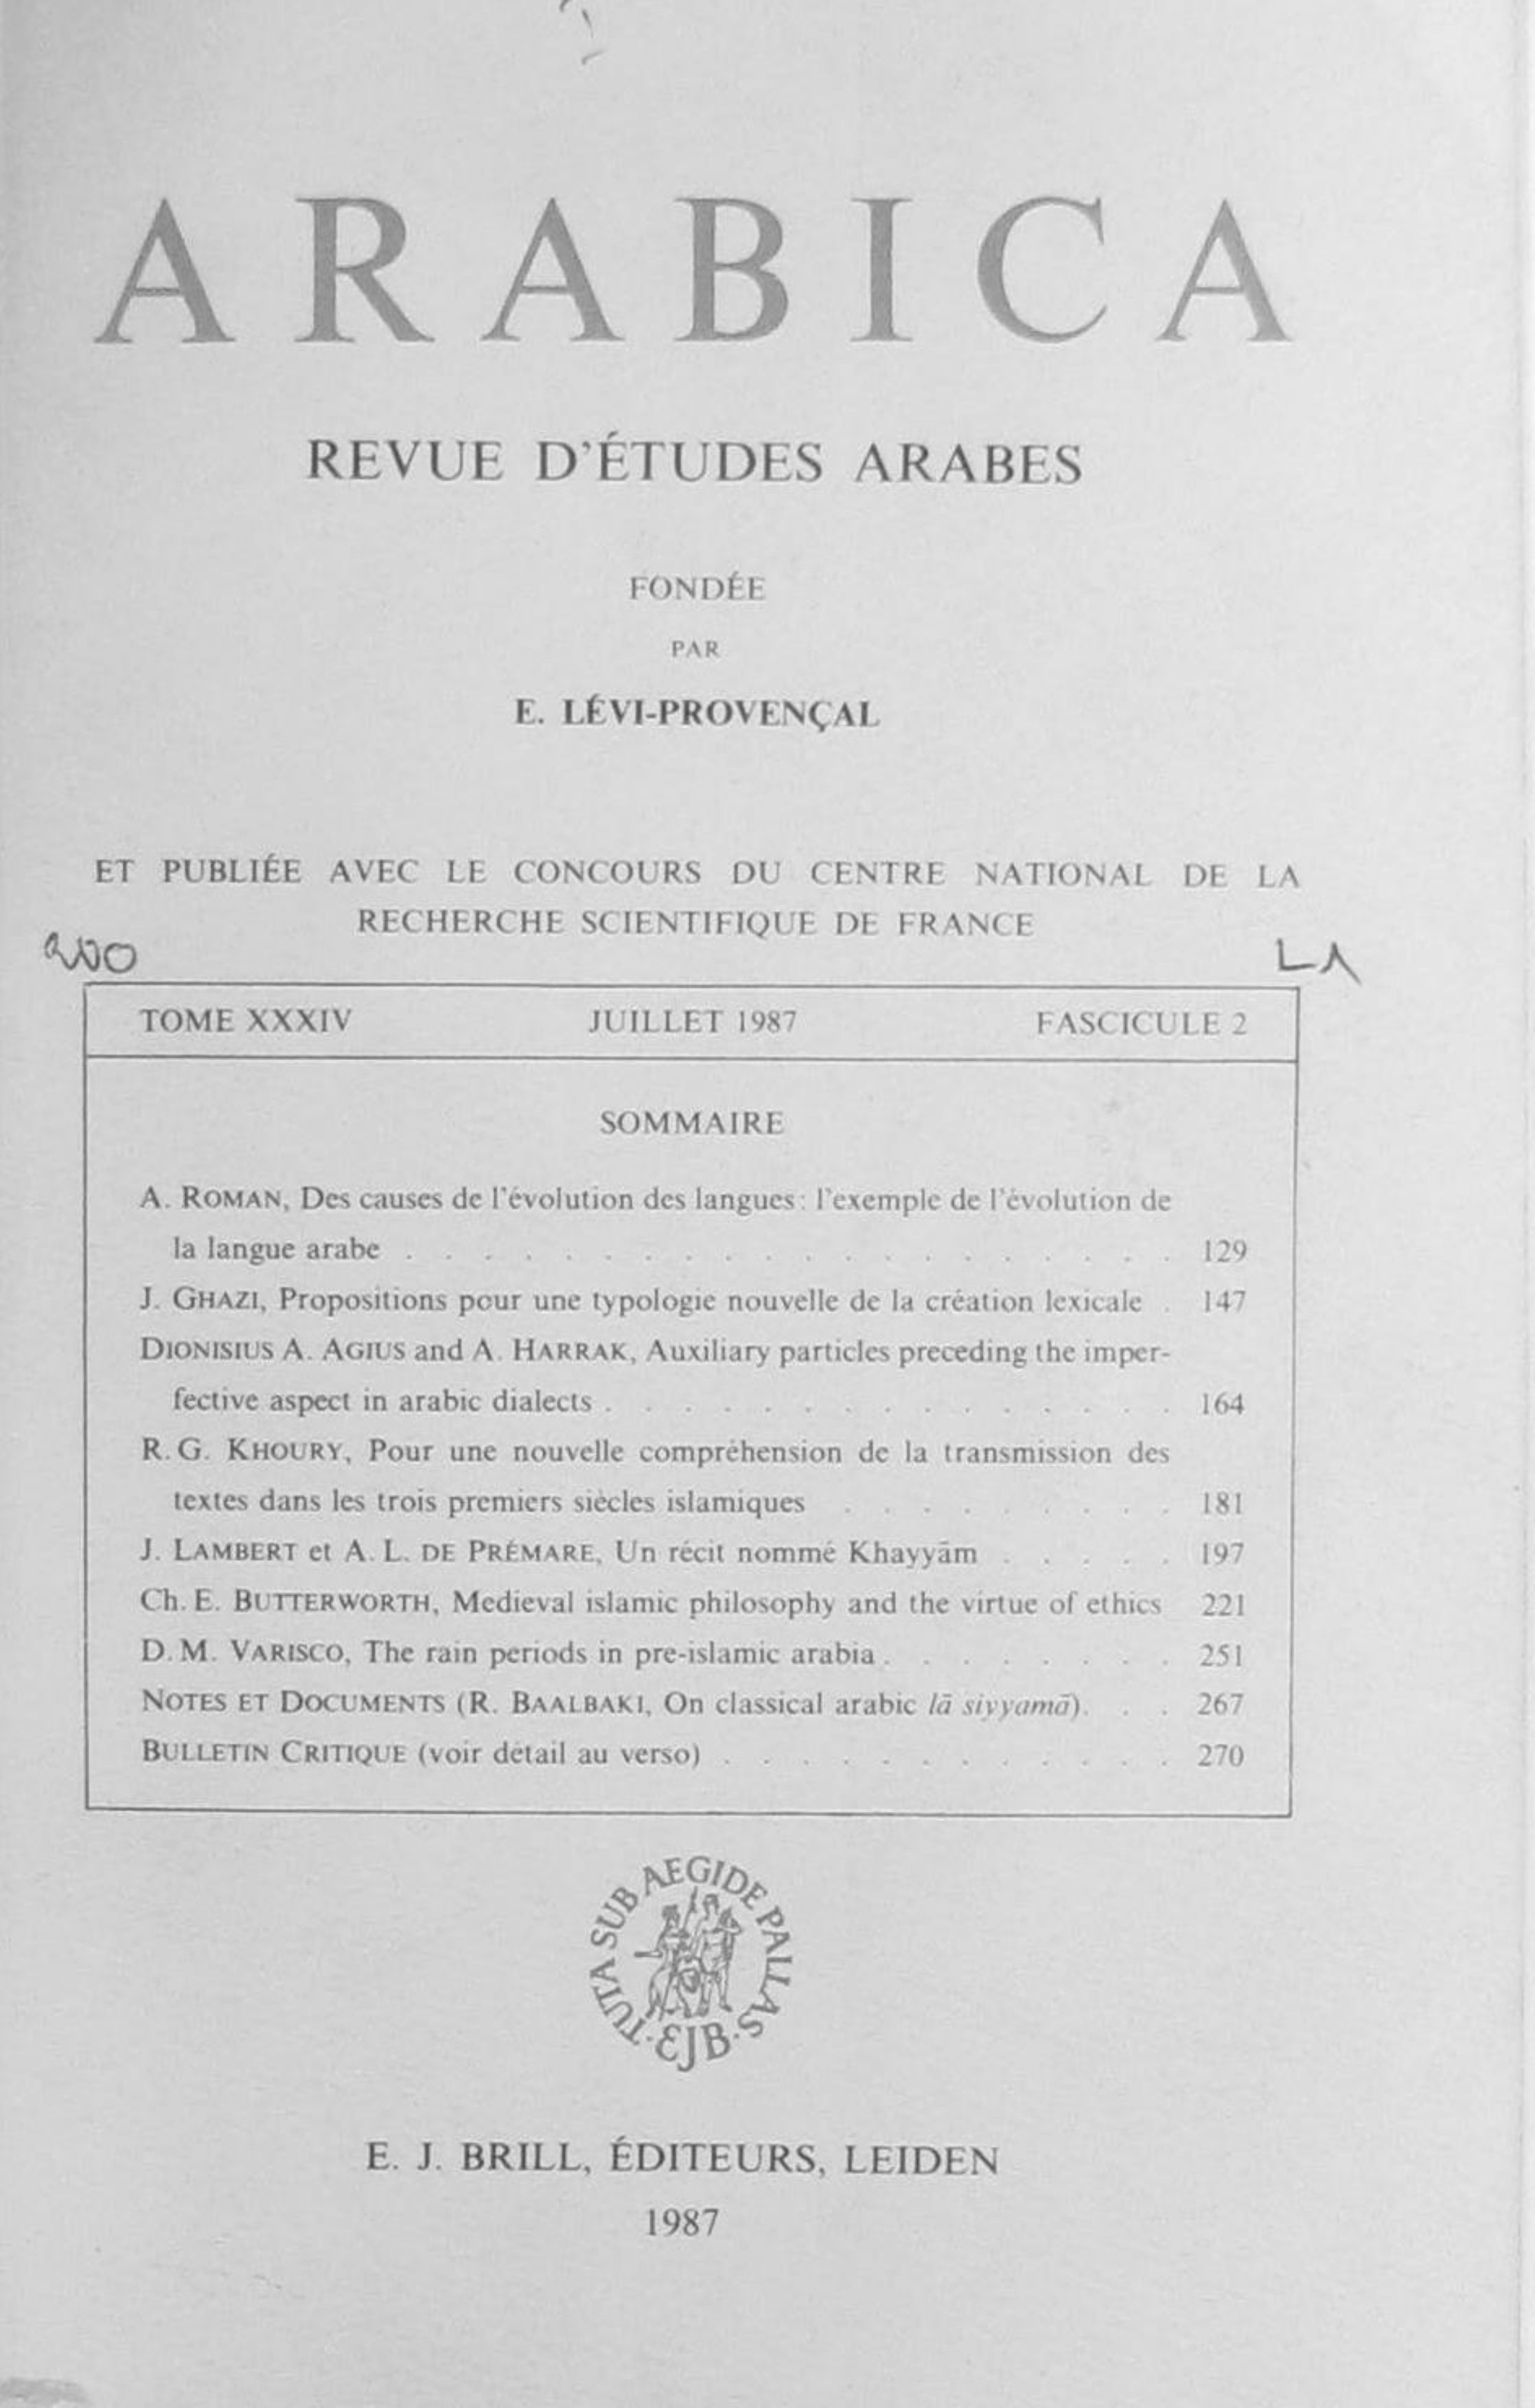 ARABICA
REVUE D'ÉTUDES ARABES
FONDÉE
PAR
E. LÉVI-PROVENÇAL
ET PUBLIÉE AVEC LE CONCOURS DU CENTRE NATIONAL DE LA
RECHERCHE SCIENTIFIQUE DE FRANCE
200 L1
TOME XXXIV JUILLET 1987 FASCICULE 2
SOMMAIRE
A. ROMAN, Des causes de l'évolution des langues: l'exemple de l'évolution de
la langue arabe . . . . . . . . . . . . . . . . . . . . 129
J. GHAZI, Propositions pour une typologie nouvelle de la création lexicale . 147
DIONISIUS A. AGIUS and A. HARRAK, Auxiliary particles preceding the imper-
fective aspect in arabic dialects . . . . . . . . . . . . . . . 164
R. G. KHOURY, Pour une nouvelle compréhension de la transmission des
textes dans les trois premiers siècles islamiques . . . . . . . . . 181
J. LAMBERT et A. L. DE PRÉMARE, Un récit nommé Khayyām . . . . . 197
Ch. E. BUTTERWORTH, Medieval islamic philosophy and the virtue of ethics 221
D. M. VARISCO, The rain periods in pre-islamic arabia . . . . . . . . 251
NOTES ET DOCUMENTS (R. BAALBAKI, On classical arabic lā siyyamā). . . 267
BULLETIN CRITIQUE (voir détail au verso) . . . . . . . . . . . . 270
TUTA SUB AEGIDE PALLAS
·EJB·
E. J. BRILL, ÉDITEURS, LEIDEN
1987